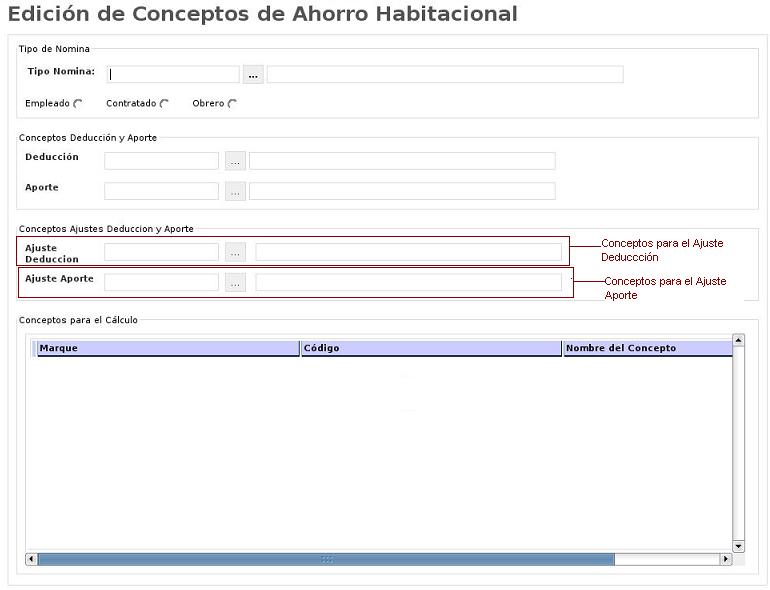 Edición de Conceptos de Ahorro Habitacional
Tipo de Nomina
Tipo Nomina:
...
Empleado Contratado Obrero
Conceptos Deducción y Aporte
Deducción
...
Aporte
...
Conceptos Ajustes Deduccion y Aporte
Ajuste
Deduccion
...
Conceptos para el Ajuste
Deduccción
Ajuste Aporte
...
Conceptos para el Ajuste
Aporte
Conceptos para el Cálculo
Marque Código Nombre del Concepto